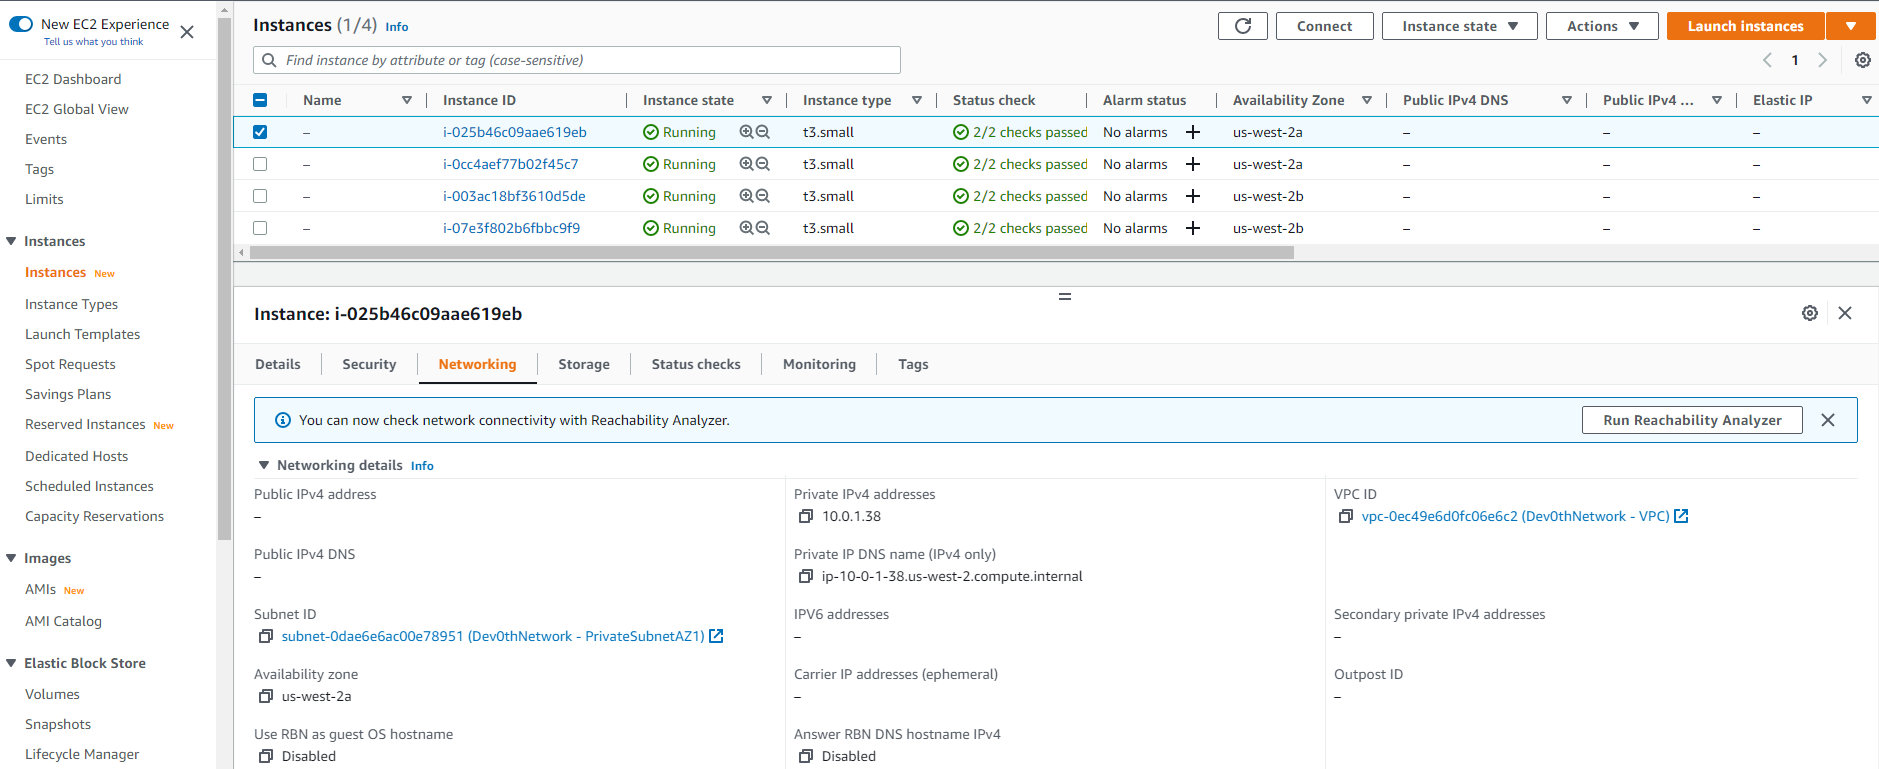 New EC2 Experience
Tell us what you think
EC2 Dashboard
EC2 Global View
Events
Tags
Limits
Instances
Instances New
Instance Types
Launch Templates
Spot Requests
Savings Plans
Reserved Instances New
Dedicated Hosts
Scheduled Instances
Capacity Reservations
Images
AMIs New
AMI Catalog
Elastic Block Store
Volumes
Snapshots
Lifecycle Manager
Instances (1/4) Info
Connect
Instance state
Actions
Launch instances
Find instance by attribute or tag (case-sensitive)
1
Name Instance ID Instance state Instance type Status check Alarm status Availability Zone Public IPv4 DNS Public IPv4 ... Elastic IP
– i-025b46c09aae619eb Running t3.small 2/2 checks passed No alarms us-west-2a – – –
– i-0cc4aef77b02f45c7 Running t3.small 2/2 checks passed No alarms us-west-2a – – –
– i-003ac18bf3610d5de Running t3.small 2/2 checks passed No alarms us-west-2b – – –
– i-07e3f802b6fbbc9f9 Running t3.small 2/2 checks passed No alarms us-west-2b – – –
Instance: i-025b46c09aae619eb
Details Security Networking Storage Status checks Monitoring Tags
You can now check network connectivity with Reachability Analyzer.
Run Reachability Analyzer
Networking details Info
Public IPv4 address
–
Private IPv4 addresses
10.0.1.38
VPC ID
vpc-0ec49e6d0fc06e6c2 (Dev0thNetwork - VPC)
Public IPv4 DNS
–
Private IP DNS name (IPv4 only)
ip-10-0-1-38.us-west-2.compute.internal
Subnet ID
subnet-0dae6e6ac00e78951 (Dev0thNetwork - PrivateSubnetAZ1)
IPV6 addresses
–
Secondary private IPv4 addresses
–
Availability zone
us-west-2a
Carrier IP addresses (ephemeral)
–
Outpost ID
–
Use RBN as guest OS hostname
Disabled
Answer RBN DNS hostname IPv4
Disabled